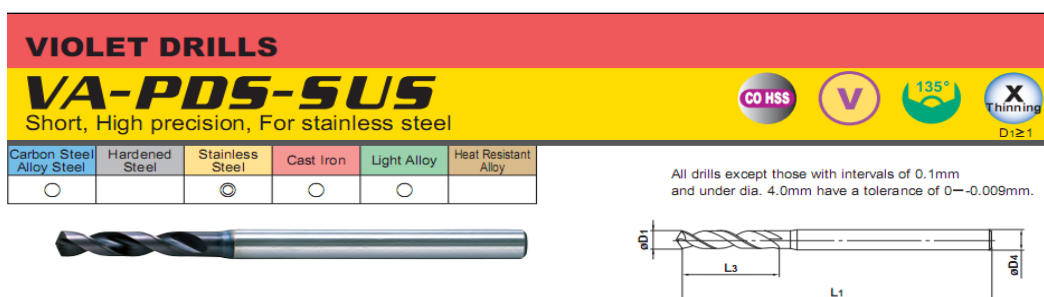 VIOLET DRILLS
VA-PDS-SUS
Short, High precision, For stainless steel
CO HSS
V
135°
X
Thinning
D1≥1
Carbon Steel
Alloy Steel
Hardened
Steel
Stainless
Steel
Cast Iron
Light Alloy
Heat Resistant
Alloy
○
◎
○
○
All drills except those with intervals of 0.1mm
and under dia. 4.0mm have a tolerance of 0–-0.009mm.
øD1
L3
L1
øD4